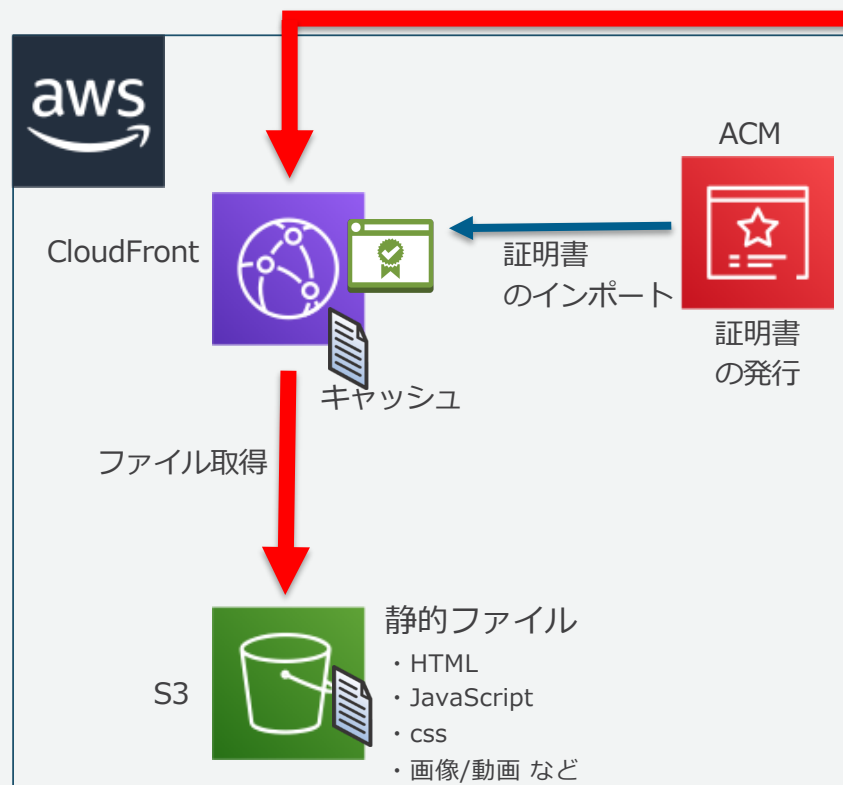 aws
ACM
CloudFront
証明書
のインポート
証明書
の発行
キャッシュ
ファイル取得
S3
静的ファイル
・HTML
・JavaScript
・css
・画像/動画 など